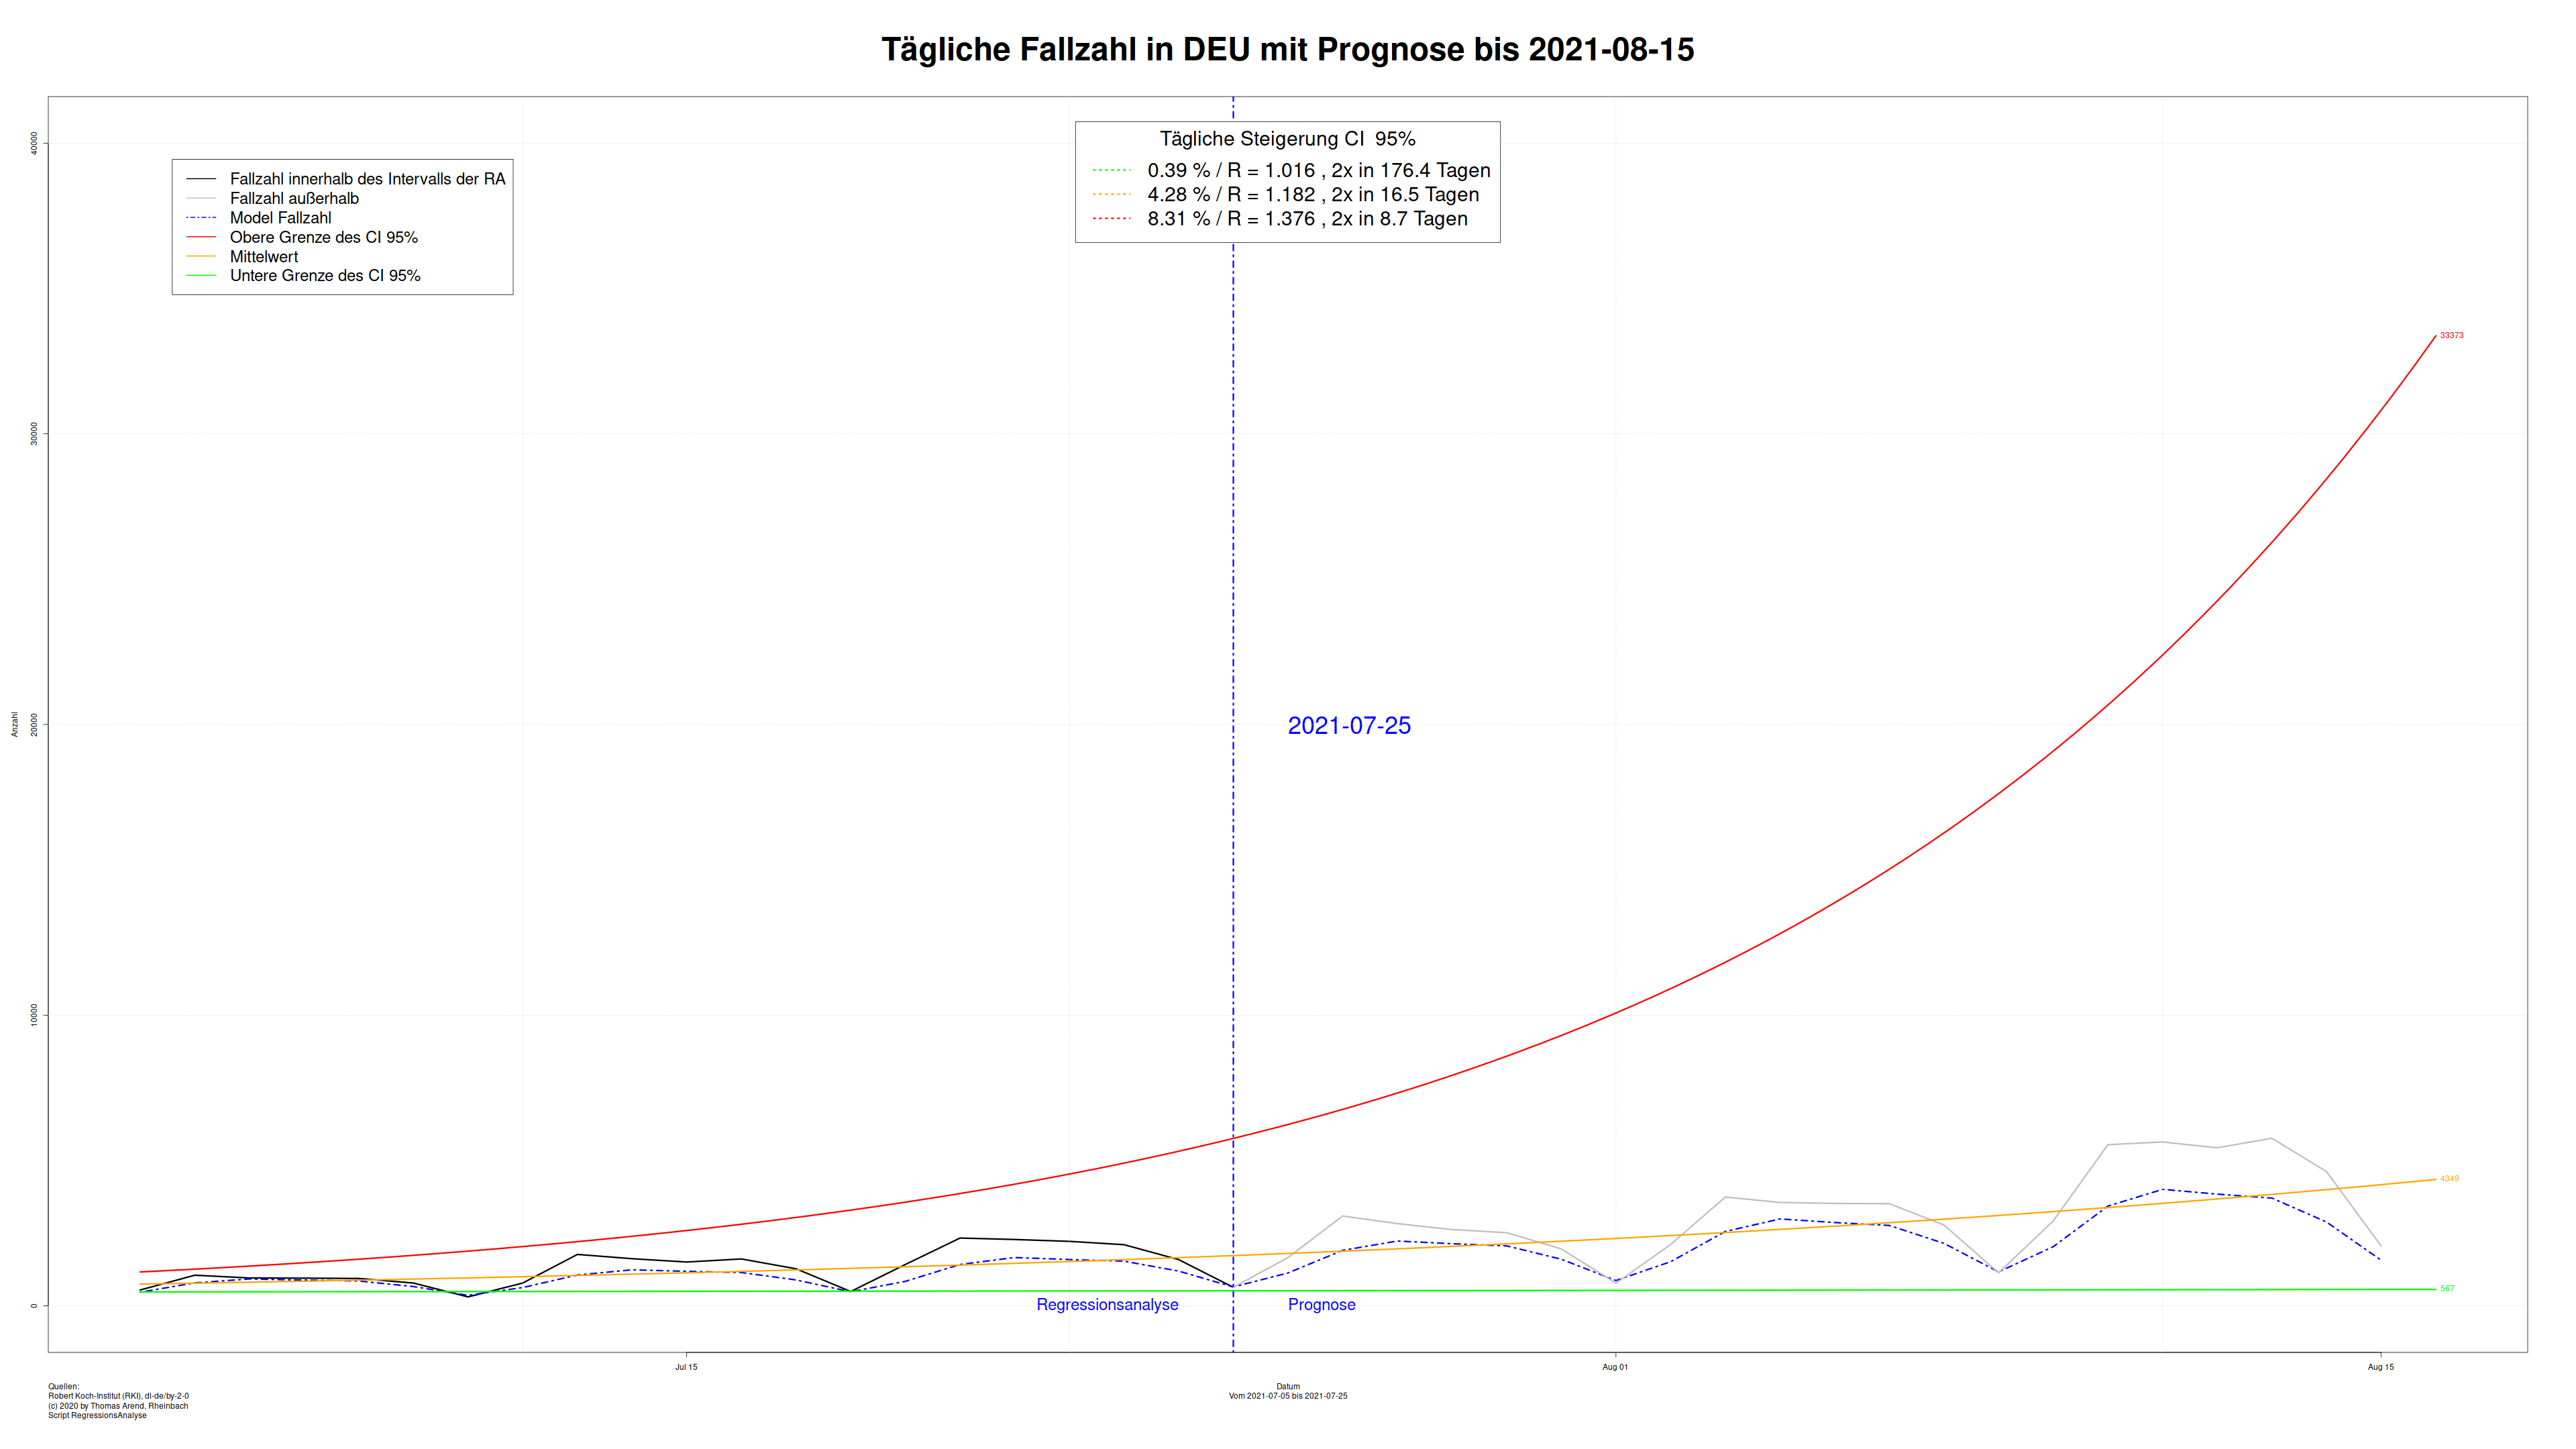 Tägliche Fallzahl in DEU mit Prognose bis 2021-08-15
Tägliche Steigerung CI  95%
0.39 % / R = 1.016 , 2x in 176.4 Tagen
4.28 % / R = 1.182 , 2x in 16.5 Tagen
8.31 % / R = 1.376 , 2x in 8.7 Tagen
Fallzahl innerhalb des Intervalls der RA
Fallzahl außerhalb
Model Fallzahl
Obere Grenze des CI 95%
Mittelwert
Untere Grenze des CI 95%
40000
30000
20000
10000
0
Anzahl
33373
2021-07-25
4349
567
Regressionsanalyse
Prognose
Jul 15
Aug 01
Aug 15
Datum
Vom 2021-07-05 bis 2021-07-25
Quellen:
Robert Koch-Institut (RKI), dl-de/by-2-0
(c) 2020 by Thomas Arend, Rheinbach
Script RegressionsAnalyse